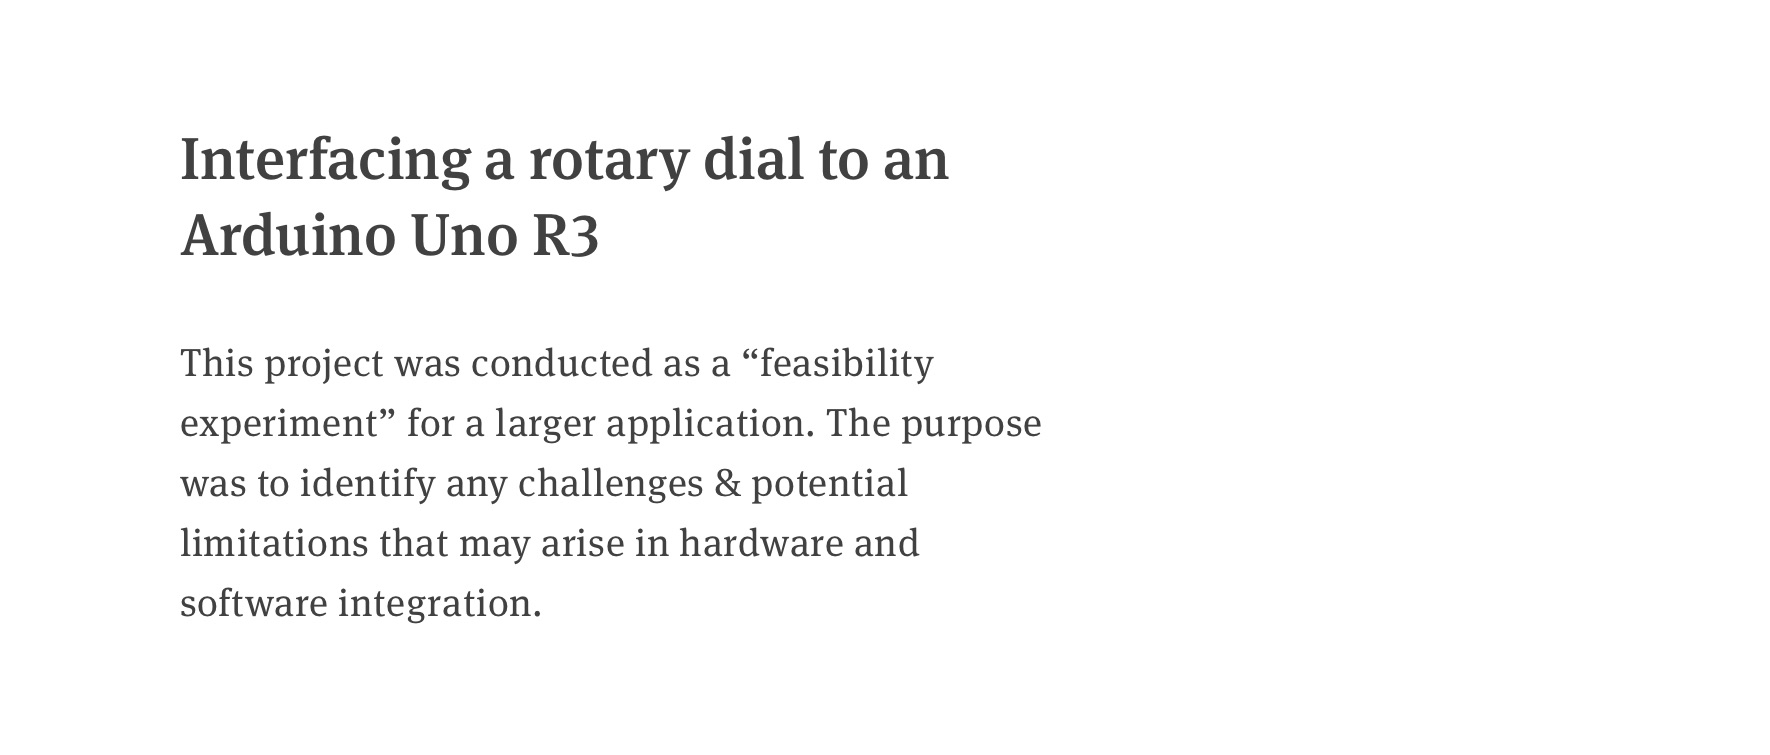 Interfacing a rotary dial to an
Arduino Uno R3
This project was conducted as a “feasibility
experiment” for a larger application. The purpose
was to identify any challenges & potential
limitations that may arise in hardware and
software integration.